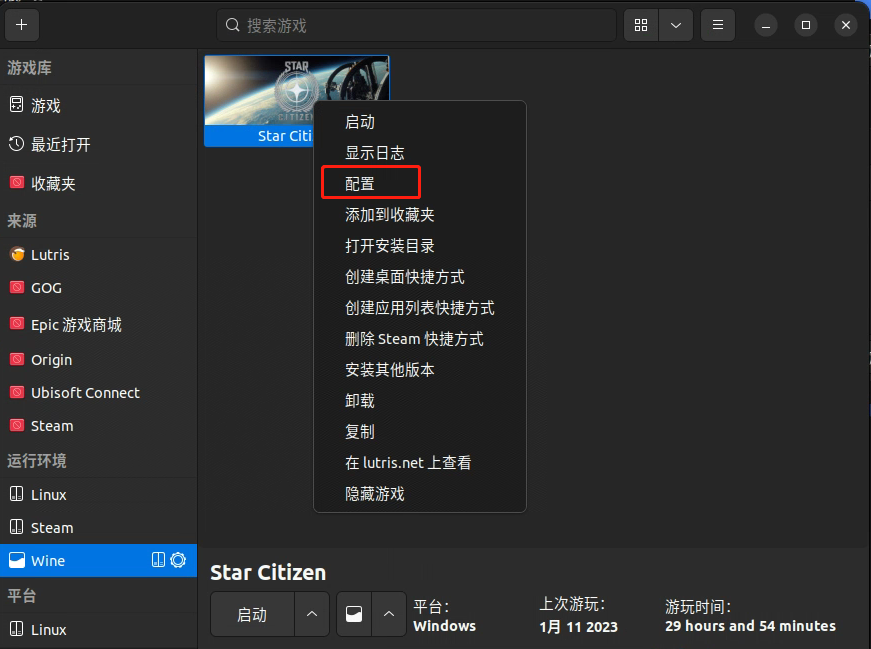 搜索游戏
游戏库
游戏
最近打开
收藏夹
来源
Lutris
GOG
Epic 游戏商城
Origin
Ubisoft Connect
Steam
运行环境
Linux
Steam
Wine
平台
Linux
STAR
CITIZEN
Star Citi
启动
显示日志
配置
添加到收藏夹
打开安装目录
创建桌面快捷方式
创建应用列表快捷方式
删除 Steam 快捷方式
安装其他版本
卸载
复制
在 lutris.net 上查看
隐藏游戏
Star Citizen
启动
平台：
Windows
上次游玩：
1月 11 2023
游玩时间：
29 hours and 54 minutes